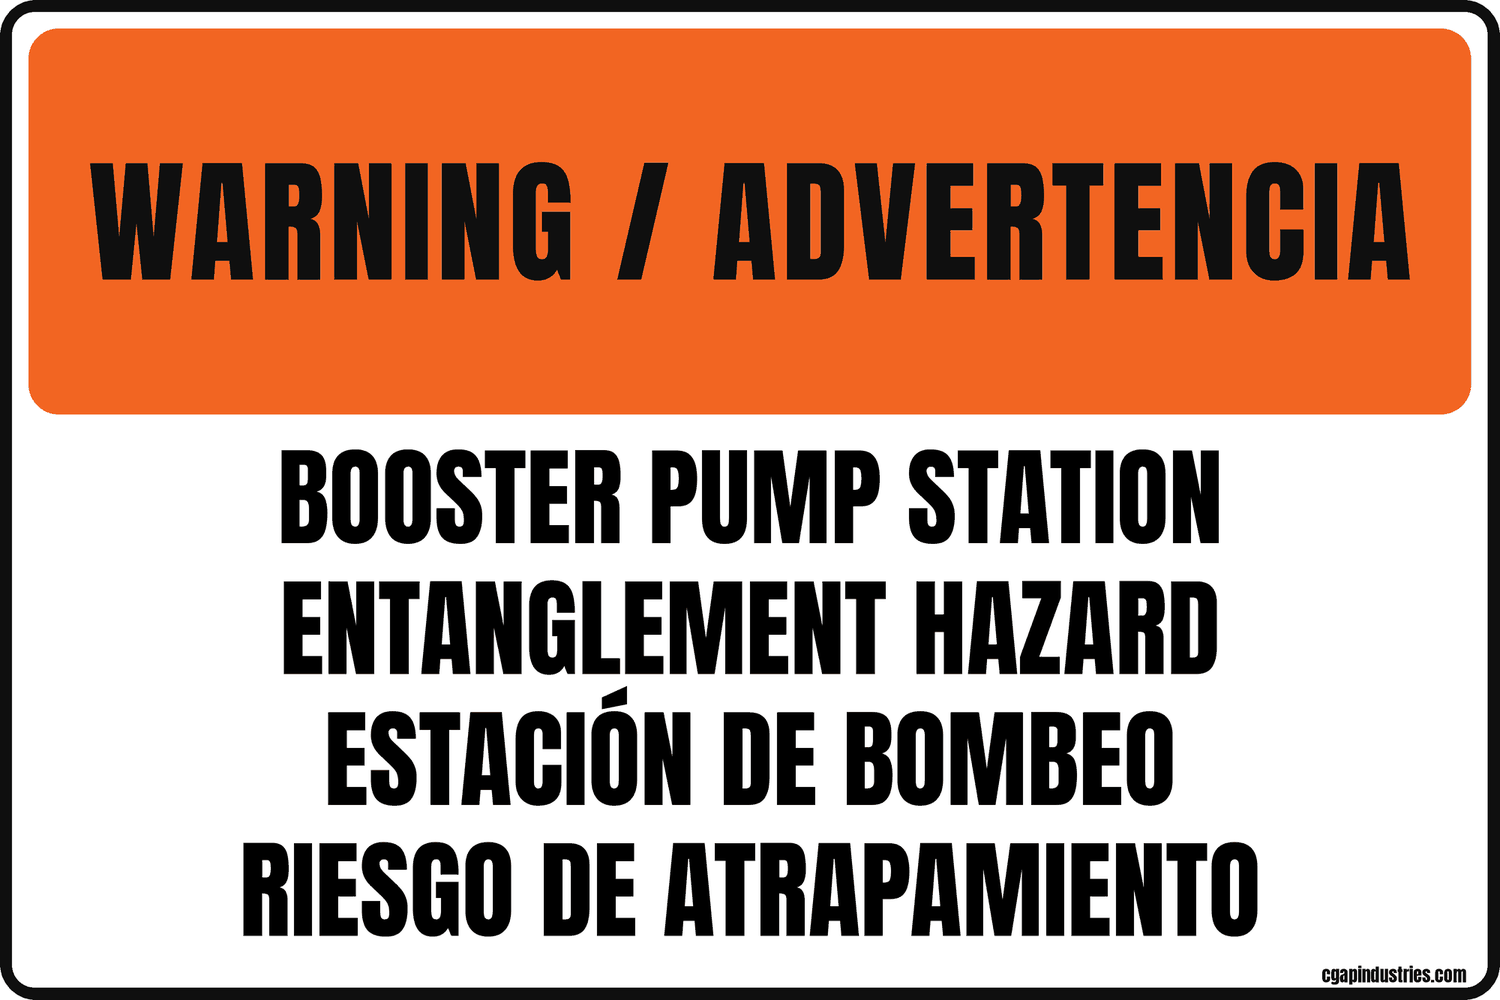 WARNING / ADVERTENCIA
BOOSTER PUMP STATION
ENTANGLEMENT HAZARD
ESTACIÓN DE BOMBEO
RIESGO DE ATRAPAMIENTO
cgapindustries.com